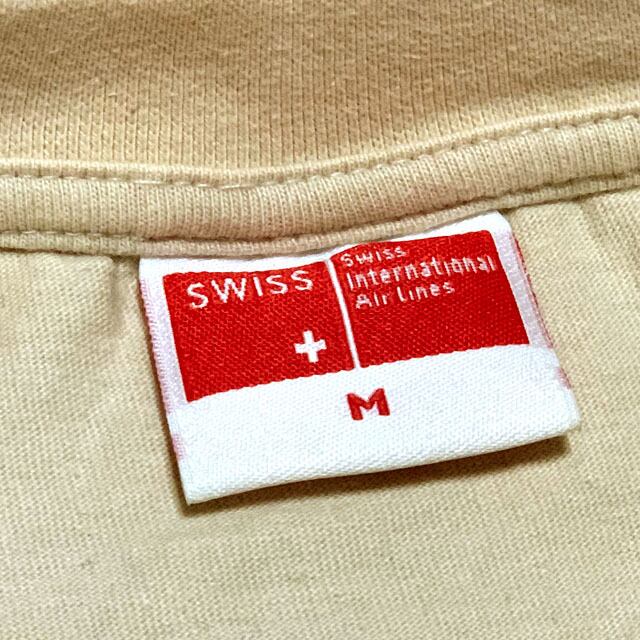 SWISS
Swiss
International
Air Lines
M